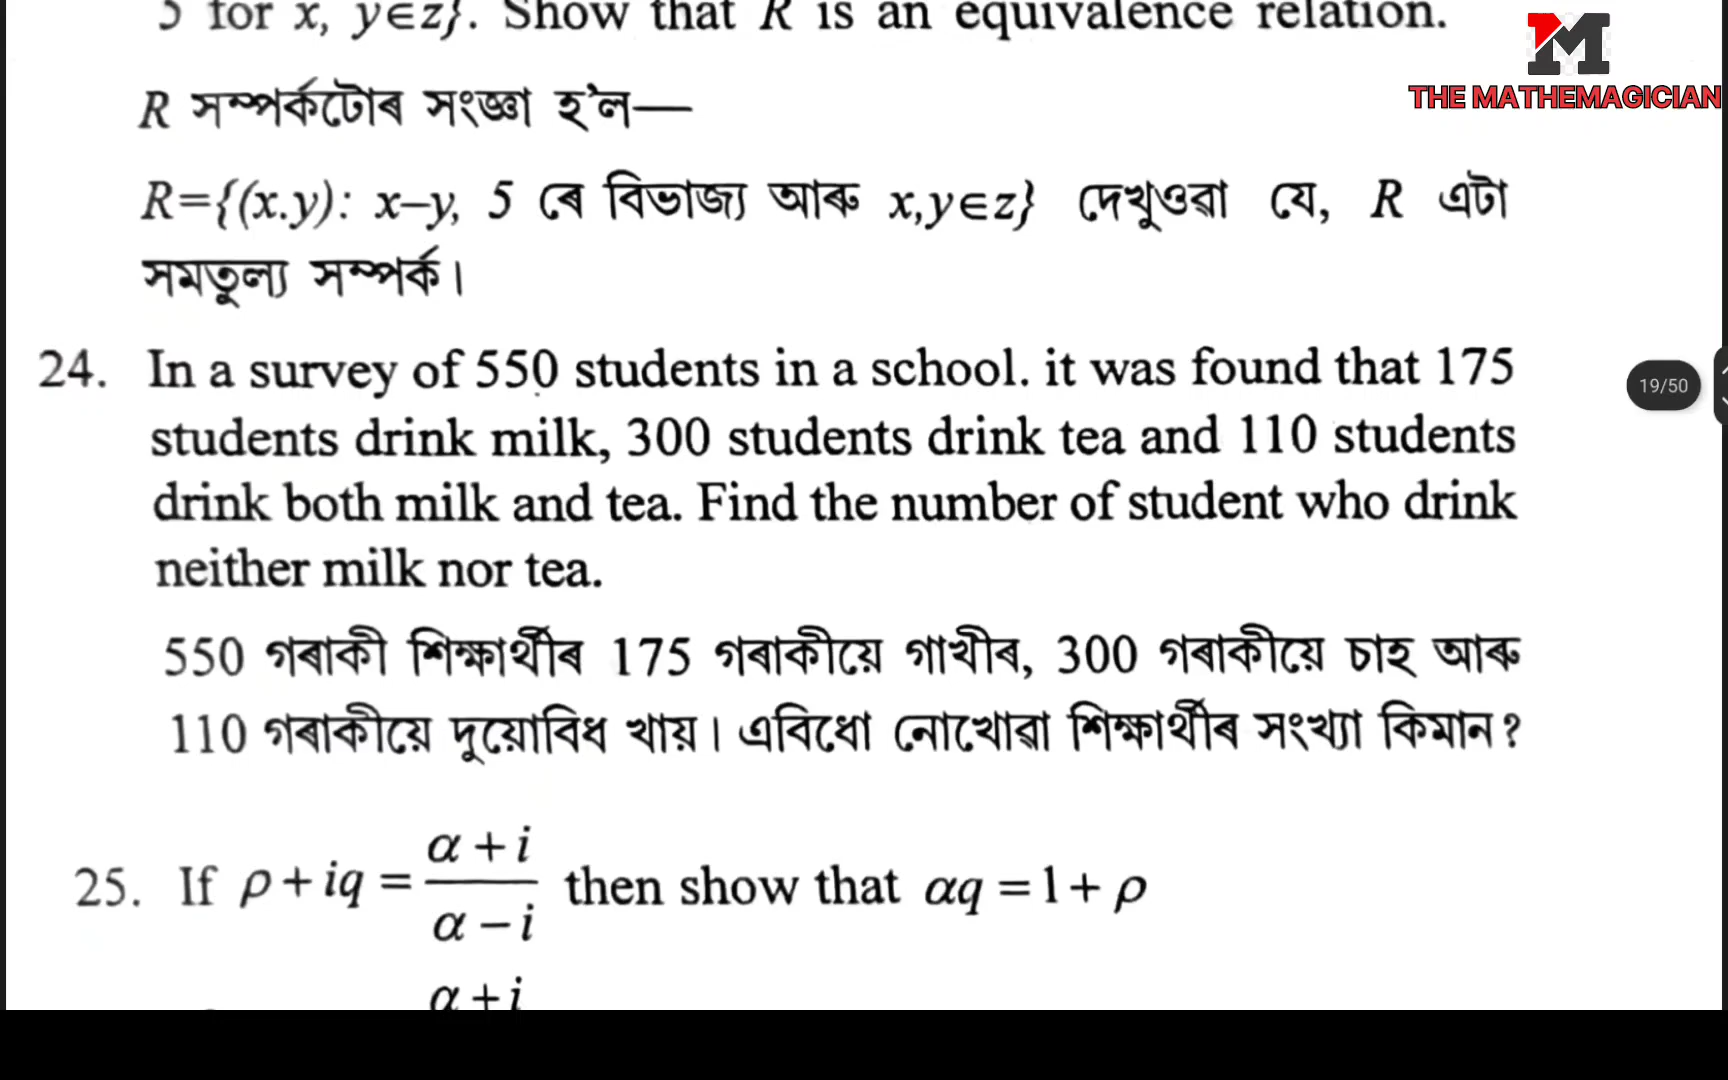 5 for x, y∈z}. Show that R is an equivalence relation.
THE MATHEMAGICIAN
R সম্পৰ্কটোৰ সংজ্ঞা হ'ল—
R={(x.y): x–y, 5 ৰে বিভাজ্য আৰু x,y∈z} দেখুওৱা যে, R এটা
সমতুল্য সম্পৰ্ক।
24. In a survey of 550 students in a school. it was found that 175
19/50
students drink milk, 300 students drink tea and 110 students
drink both milk and tea. Find the number of student who drink
neither milk nor tea.
550 গৰাকী শিক্ষাৰ্থীৰ 175 গৰাকীয়ে গাখীৰ, 300 গৰাকীয়ে চাহ আৰু
110 গৰাকীয়ে দুয়োবিধ খায়। এবিধো নোখোৱা শিক্ষাৰ্থীৰ সংখ্যা কিমান?
25. If ρ+iq = (α+i)/(α−i) then show that αq = 1+ρ
α+i